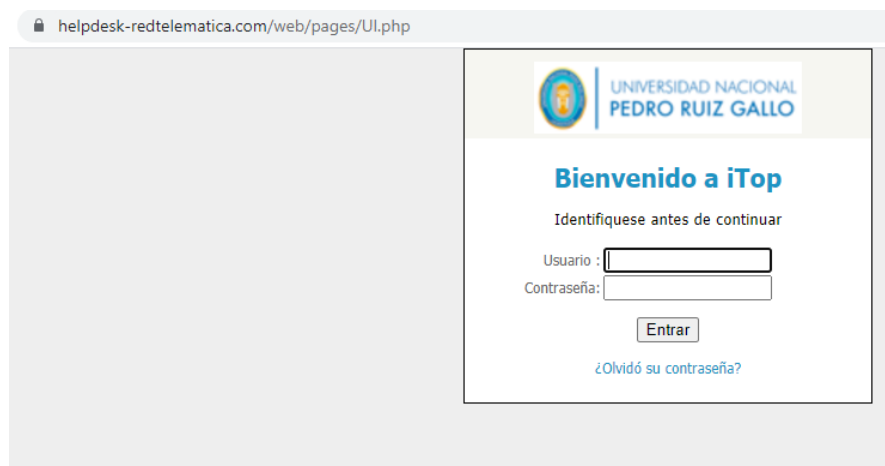 helpdesk-redtelematica.com/web/pages/UI.php
UNIVERSIDAD NACIONAL
PEDRO RUIZ GALLO
Bienvenido a iTop
Identifiquese antes de continuar
Usuario :
Contraseña:
Entrar
¿Olvidó su contraseña?